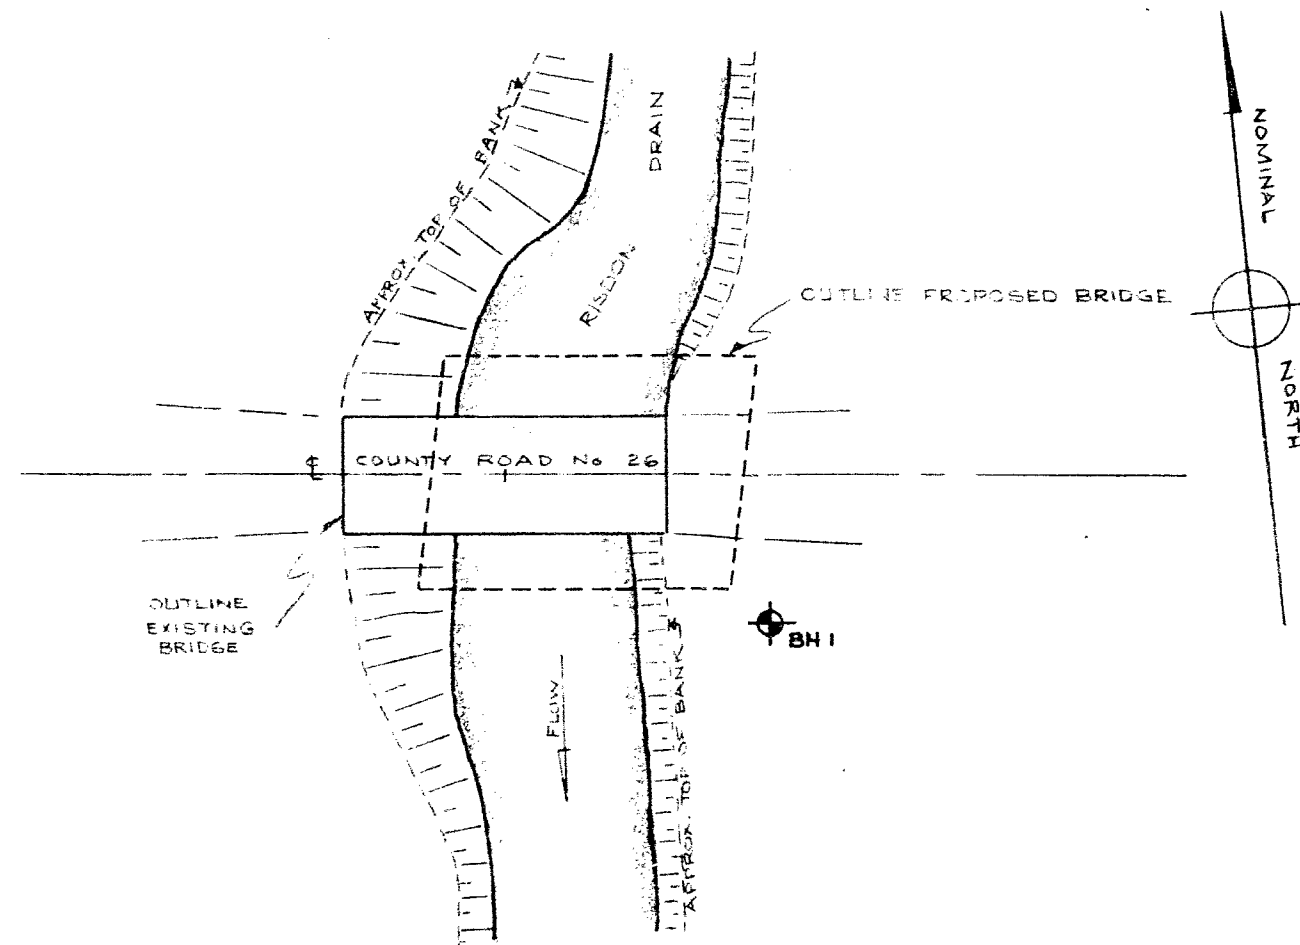 APPROX. TOP OF BANK
DRAIN
RISDON
NOMINAL
NORTH
OUTLINE PROPOSED BRIDGE
℄ COUNTY ROAD No 26
OUTLINE
EXISTING
BRIDGE
BH 1
FLOW
APPROX. TOP OF BANK